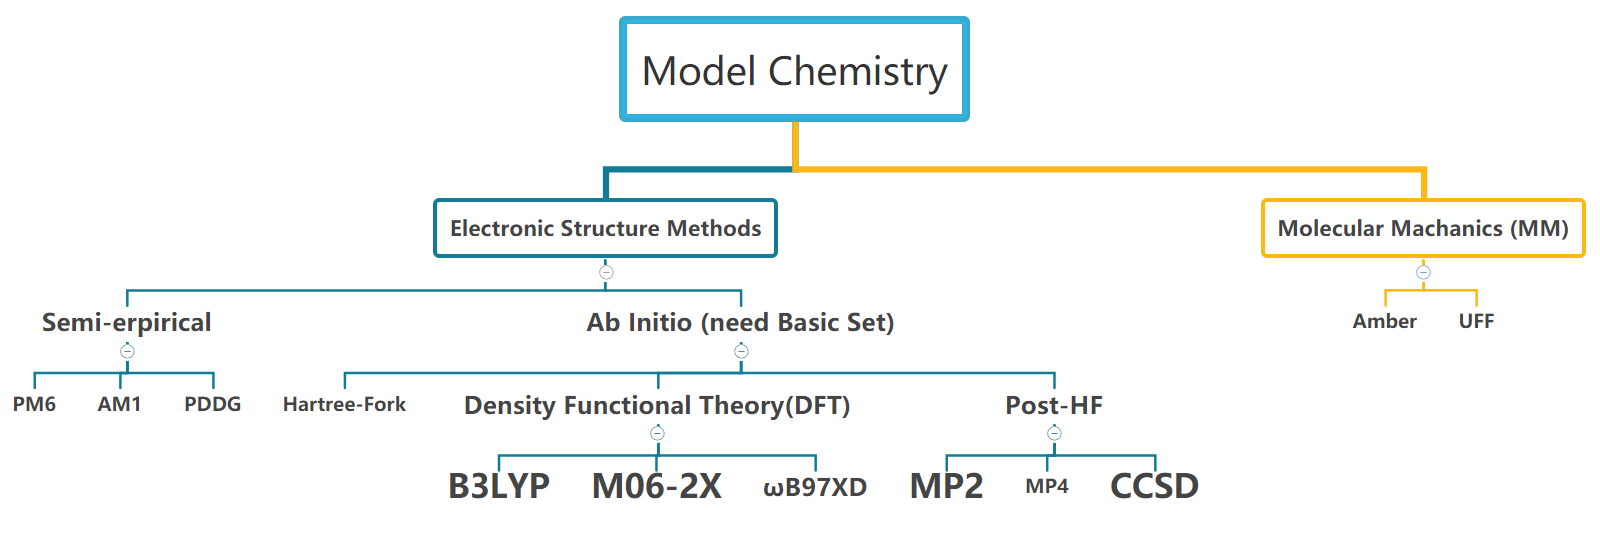 Model Chemistry
Electronic Structure Methods
Molecular Machanics (MM)
Semi-erpirical
Ab Initio (need Basic Set)
Amber
UFF
PM6
AM1
PDDG
Hartree-Fork
Density Functional Theory(DFT)
Post-HF
B3LYP
M06-2X
ωB97XD
MP2
MP4
CCSD